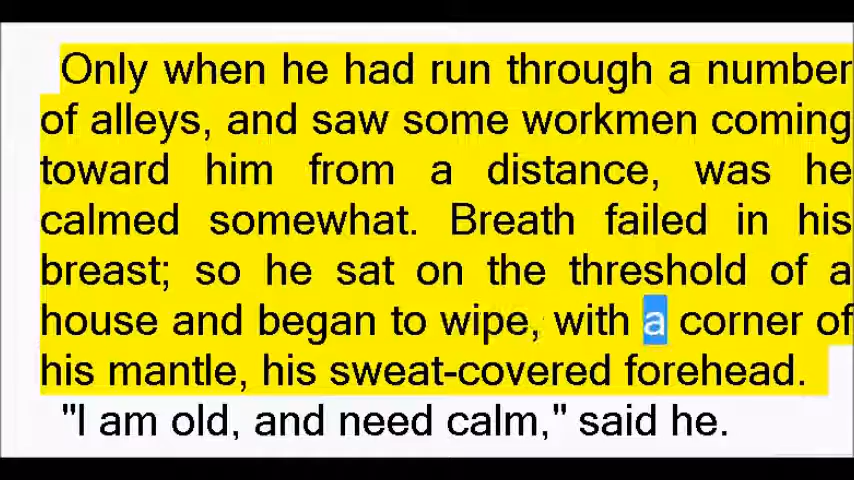 Only when he had run through a number
of alleys, and saw some workmen coming
toward him from a distance, was he
calmed somewhat. Breath failed in his
breast; so he sat on the threshold of a
house and began to wipe, with a corner of
his mantle, his sweat-covered forehead.
"I am old, and need calm," said he.